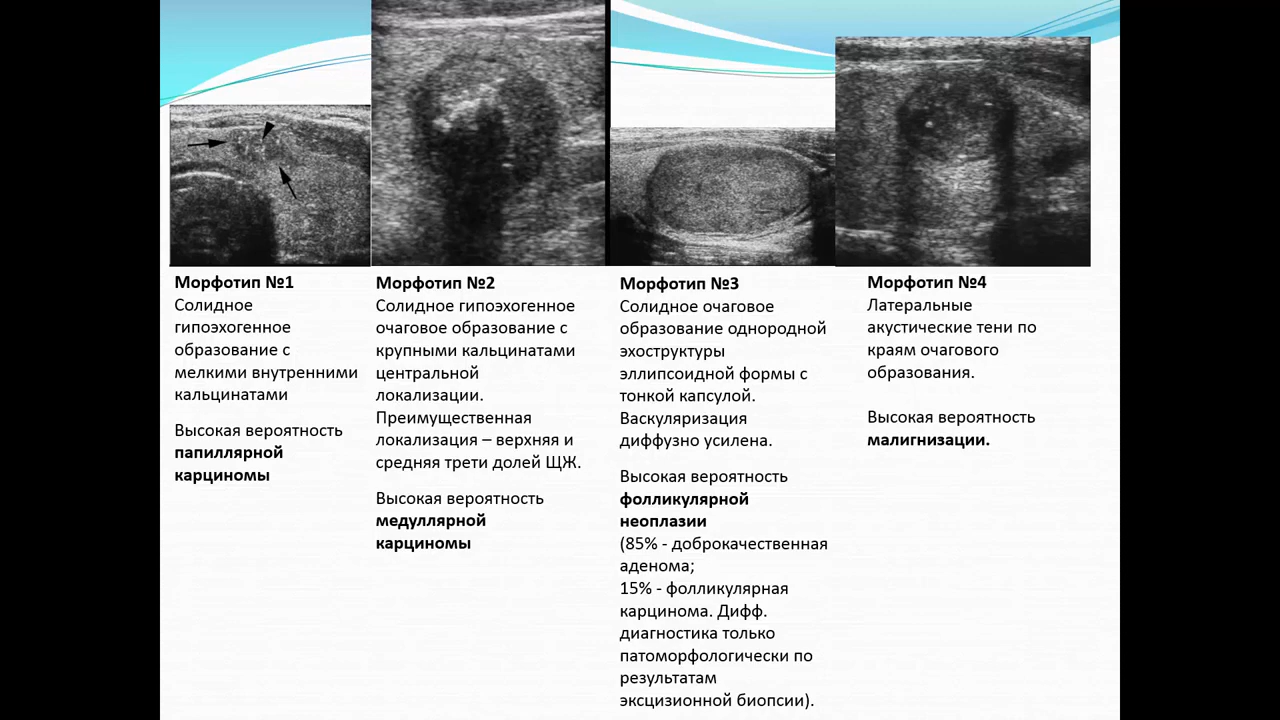 Морфотип №1
Солидное
гипоэхогенное
образование с
мелкими внутренними
кальцинатами
Высокая вероятность
папиллярной
карциномы
Морфотип №2
Солидное гипоэхогенное
очаговое образование с
крупными кальцинатами
центральной
локализации.
Преимущественная
локализация – верхняя и
средняя трети долей ЩЖ.
Высокая вероятность
медуллярной
карциномы
Морфотип №3
Солидное очаговое
образование однородной
эхоструктуры
эллипсоидной формы с
тонкой капсулой.
Васкуляризация
диффузно усилена.
Высокая вероятность
фолликулярной
неоплазии
(85% - доброкачественная
аденома;
15% - фолликулярная
карцинома. Дифф.
диагностика только
патоморфологически по
результатам
эксцизионной биопсии).
Морфотип №4
Латеральные
акустические тени по
краям очагового
образования.
Высокая вероятность
малигнизации.